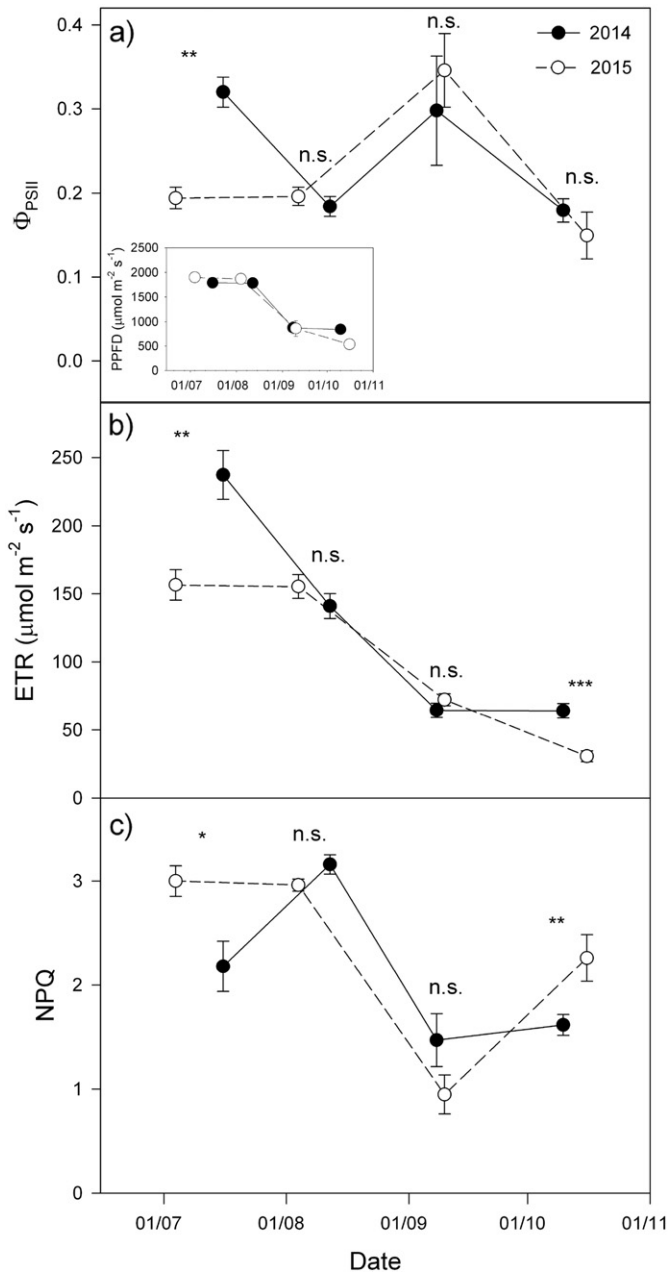 a)
n.s.
2014
2015
**
n.s.
n.s.
0.4
0.3
0.2
0.1
0.0
ΦPSII
2500
2000
1500
1000
500
0
PPFD (μmol m⁻² s⁻¹)
01/07 01/08 01/09 01/10 01/11
b)
**
n.s.
n.s.
***
250
200
150
100
50
0
ETR (μmol m⁻² s⁻¹)
c)
*
n.s.
**
n.s.
3
2
1
0
NPQ
01/07 01/08 01/09 01/10 01/11
Date